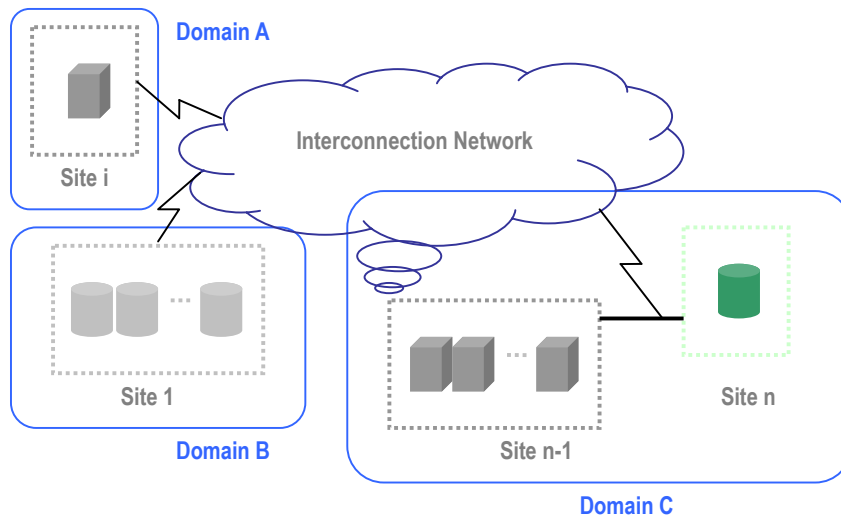 Domain A
Interconnection Network
Site i
Site 1
Domain B
Site n
Site n-1
Domain C